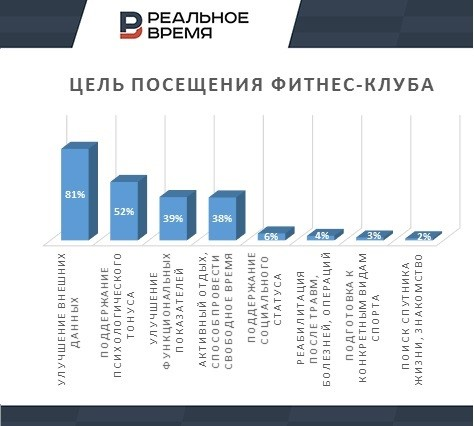 РЕАЛЬНОЕ
ВРЕМЯ
ЦЕЛЬ ПОСЕЩЕНИЯ ФИТНЕС-КЛУБА
81%
52%
39%
38%
6%
4%
3%
2%
УЛУЧШЕНИЕ ВНЕШНИХ
ДАННЫХ
ПОДДЕРЖАНИЕ
ПСИХОЛОГИЧЕСКОГО
ТОНУСА
УЛУЧШЕНИЕ
ФУНКЦИОНАЛЬНЫХ
ПОКАЗАТЕЛЕЙ
АКТИВНЫЙ ОТДЫХ,
СПОСОБ ПРОВЕСТИ
СВОБОДНОЕ ВРЕМЯ
ПОДДЕРЖАНИЕ
СОЦИАЛЬНОГО
СТАТУСА
РЕАБИЛИТАЦИЯ
ПОСЛЕ ТРАВМ,
БОЛЕЗНЕЙ, ОПЕРАЦИЙ
ПОДГОТОВКА К
КОНКРЕТНЫМ ВИДАМ
СПОРТА
ПОИСК СПУТНИКА
ЖИЗНИ, ЗНАКОМСТВО